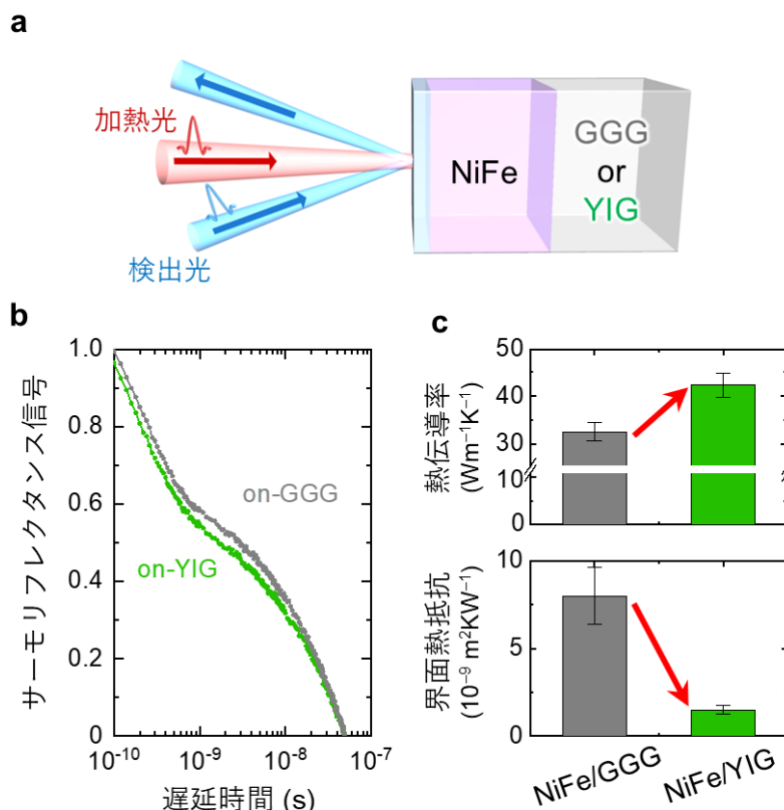 a
加熱光
検出光
NiFe
GGG
or
YIG
b
サーモリフレクタンス信号
1.0
0.8
0.6
0.4
0.2
0
on-GGG
on-YIG
10⁻¹⁰
10⁻⁹
10⁻⁸
10⁻⁷
遅延時間 (s)
c
熱伝導率
(Wm⁻¹K⁻¹)
50
40
30
10
0
界面熱抵抗
(10⁻⁹ m²KW⁻¹)
10
5
0
NiFe/GGG
NiFe/YIG